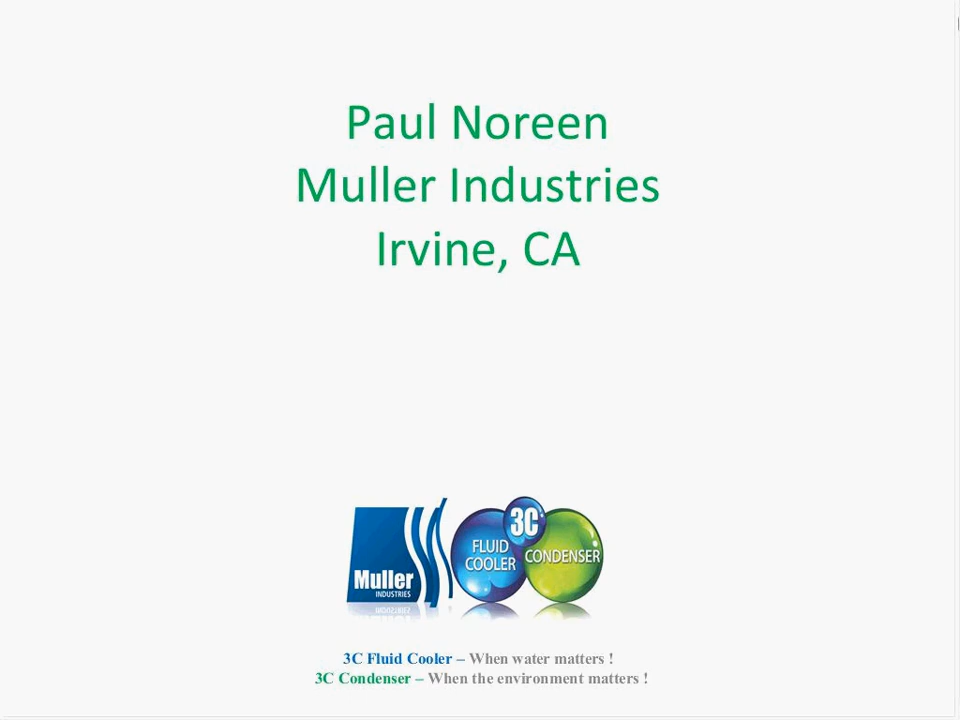 Paul Noreen
Muller Industries
Irvine, CA
3C
FLUID
COOLER
CONDENSER
Muller
INDUSTRIES
3C Fluid Cooler – When water matters !
3C Condenser – When the environment matters !